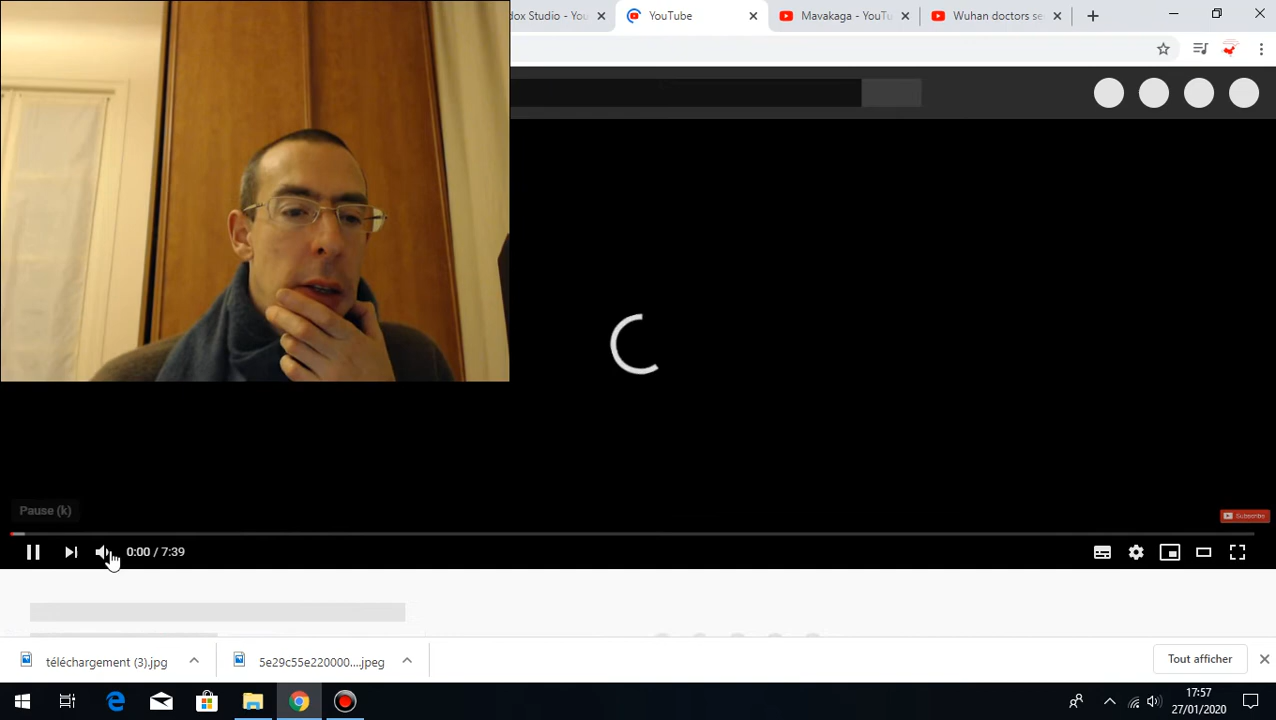 dox Studio - You
YouTube
Mavakaga - YouTu
Wuhan doctors se
Pause (k)
Subscribe
0:00 / 7:39
téléchargement (3).jpg
5e29c55e220000....jpeg
Tout afficher
17:57
27/01/2020